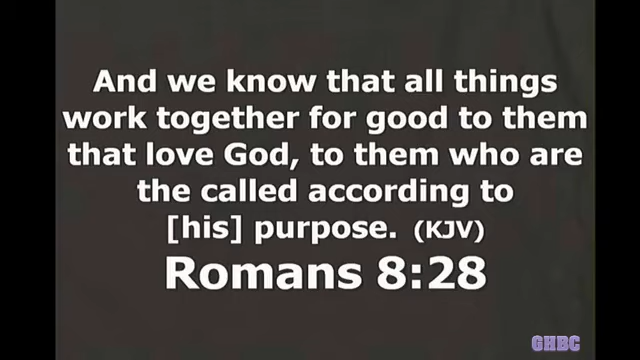 And we know that all things
work together for good to them
that love God, to them who are
the called according to
[his] purpose. (KJV)
Romans 8:28
GHBC